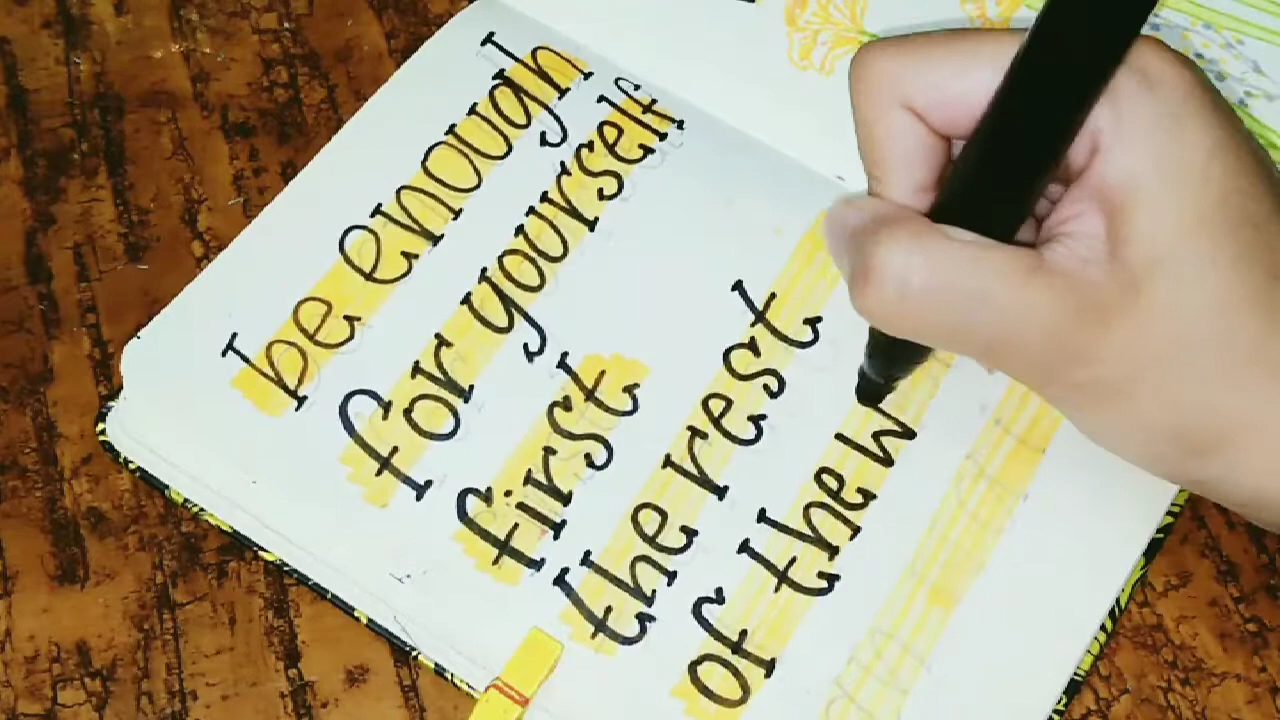 be enough
for yourself
first
the rest
of the w